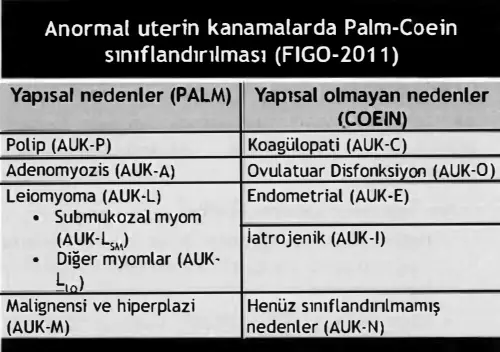 Anormal uterin kanamalarda Palm-Coein
sınıflandırılması (FIGO-2011)
Yapısal nedenler (PALM)
Yapısal olmayan nedenler
(COEIN)
Polip (AUK-P)
Koagülopati (AUK-C)
Adenomyozis (AUK-A)
Ovulatuar Disfonksiyon (AUK-O)
Leiomyoma (AUK-L)
• Submukozal myom
(AUK-L_SM)
• Diğer myomlar (AUK-
L_LO)
Endometrial (AUK-E)
İatrojenik (AUK-I)
Malignensi ve hiperplazi
(AUK-M)
Henüz sınıflandırılmamış
nedenler (AUK-N)